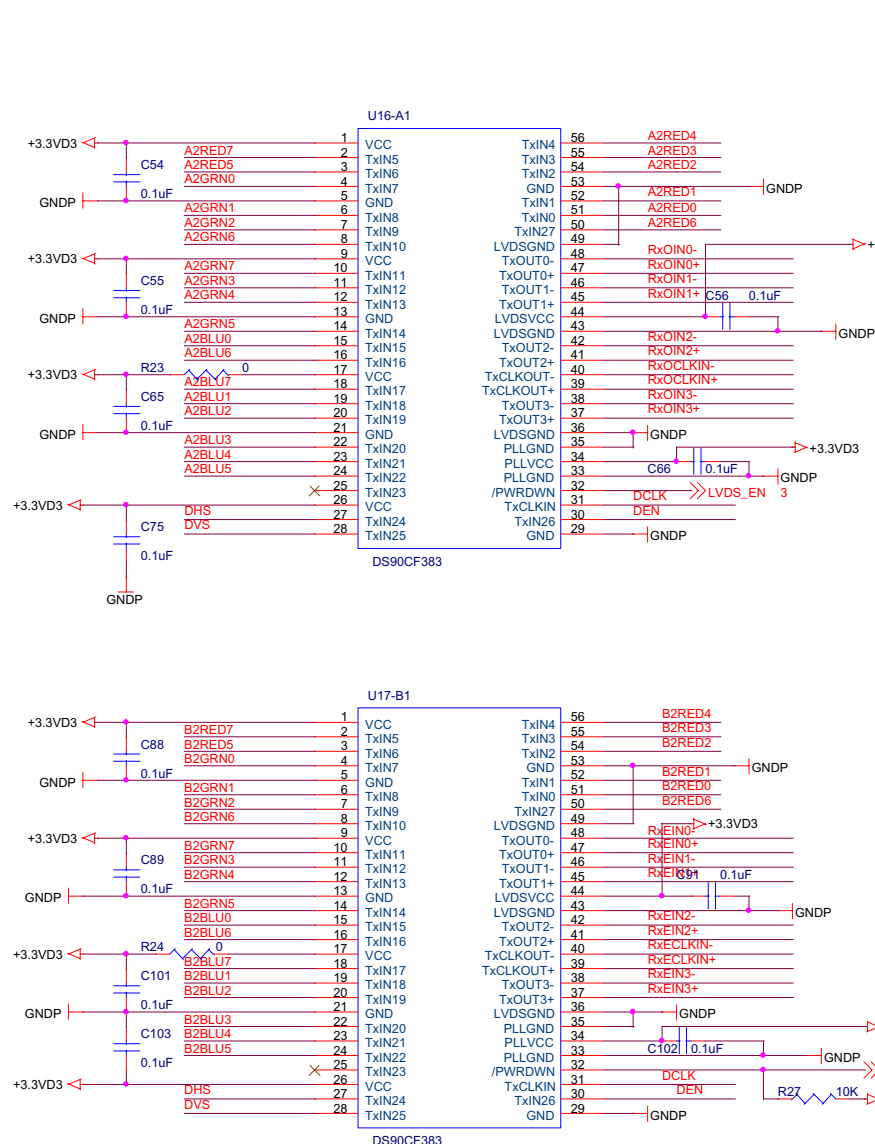 U16-A1
+3.3VD3 1 VCC TxIN4 56 A2RED4
A2RED7 2 TxIN5 TxIN3 55 A2RED3
C54 A2RED5 3 TxIN6 TxIN2 54 A2RED2
A2GRN0 4 TxIN7 GND 53 GNDP
GNDP 0.1uF 5 GND TxIN1 52 A2RED1
A2GRN1 6 TxIN8 TxIN0 51 A2RED0
A2GRN2 7 TxIN9 TxIN27 50 A2RED6
A2GRN6 8 TxIN10 LVDSGND 49 +
+3.3VD3 9 VCC TxOUT0- 48 RxOIN0-
A2GRN7 10 TxIN11 TxOUT0+ 47 RxOIN0+
C55 A2GRN3 11 TxIN12 TxOUT1- 46 RxOIN1-
A2GRN4 12 TxIN13 TxOUT1+ 45 RxOIN1+ C56 0.1uF
GNDP 0.1uF 13 GND LVDSVCC 44
A2GRN5 14 TxIN14 LVDSGND 43 GNDP
A2BLU0 15 TxIN15 TxOUT2- 42 RxOIN2-
A2BLU6 16 TxIN16 TxOUT2+ 41 RxOIN2+
+3.3VD3 R23 0 17 VCC TxCLKOUT- 40 RxOCLKIN-
A2BLU7 18 TxIN17 TxCLKOUT+ 39 RxOCLKIN+
C65 A2BLU1 19 TxIN18 TxOUT3- 38 RxOIN3-
A2BLU2 20 TxIN19 TxOUT3+ 37 RxOIN3+
GNDP 0.1uF 21 GND LVDSGND 36 GNDP
A2BLU3 22 TxIN20 PLLGND 35 +3.3VD3
A2BLU4 23 TxIN21 PLLVCC 34
A2BLU5 24 TxIN22 PLLGND 33 C66 0.1uF GNDP
25 TxIN23 /PWRDWN 32 LVDS_EN 3
+3.3VD3 26 VCC TxCLKIN 31 DCLK
DHS 27 TxIN24 TxIN26 30 DEN
C75 DVS 28 TxIN25 GND 29 GNDP
0.1uF
DS90CF383
GNDP
U17-B1
+3.3VD3 1 VCC TxIN4 56 B2RED4
B2RED7 2 TxIN5 TxIN3 55 B2RED3
C88 B2RED5 3 TxIN6 TxIN2 54 B2RED2
B2GRN0 4 TxIN7 GND 53 GNDP
GNDP 0.1uF 5 GND TxIN1 52 B2RED1
B2GRN1 6 TxIN8 TxIN0 51 B2RED0
B2GRN2 7 TxIN9 TxIN27 50 B2RED6
B2GRN6 8 TxIN10 LVDSGND 49 +3.3VD3
+3.3VD3 9 VCC TxOUT0- 48 RxEIN0-
B2GRN7 10 TxIN11 TxOUT0+ 47 RxEIN0+
C89 B2GRN3 11 TxIN12 TxOUT1- 46 RxEIN1-
B2GRN4 12 TxIN13 TxOUT1+ 45 RxEIN1+ C91 0.1uF
GNDP 0.1uF 13 GND LVDSVCC 44
B2GRN5 14 TxIN14 LVDSGND 43 GNDP
B2BLU0 15 TxIN15 TxOUT2- 42 RxEIN2-
B2BLU6 16 TxIN16 TxOUT2+ 41 RxEIN2+
+3.3VD3 R24 0 17 VCC TxCLKOUT- 40 RxECLKIN-
B2BLU7 18 TxIN17 TxCLKOUT+ 39 RxECLKIN+
C101 B2BLU1 19 TxIN18 TxOUT3- 38 RxEIN3-
B2BLU2 20 TxIN19 TxOUT3+ 37 RxEIN3+
GNDP 0.1uF 21 GND LVDSGND 36 GNDP
B2BLU3 22 TxIN20 PLLGND 35
C103 B2BLU4 23 TxIN21 PLLVCC 34
B2BLU5 24 TxIN22 PLLGND 33 C102 0.1uF GNDP
0.1uF 25 TxIN23 /PWRDWN 32
+3.3VD3 26 VCC TxCLKIN 31 DCLK
DHS 27 TxIN24 TxIN26 30 DEN R27 10K
DVS 28 TxIN25 GND 29 GNDP
DS90CF383